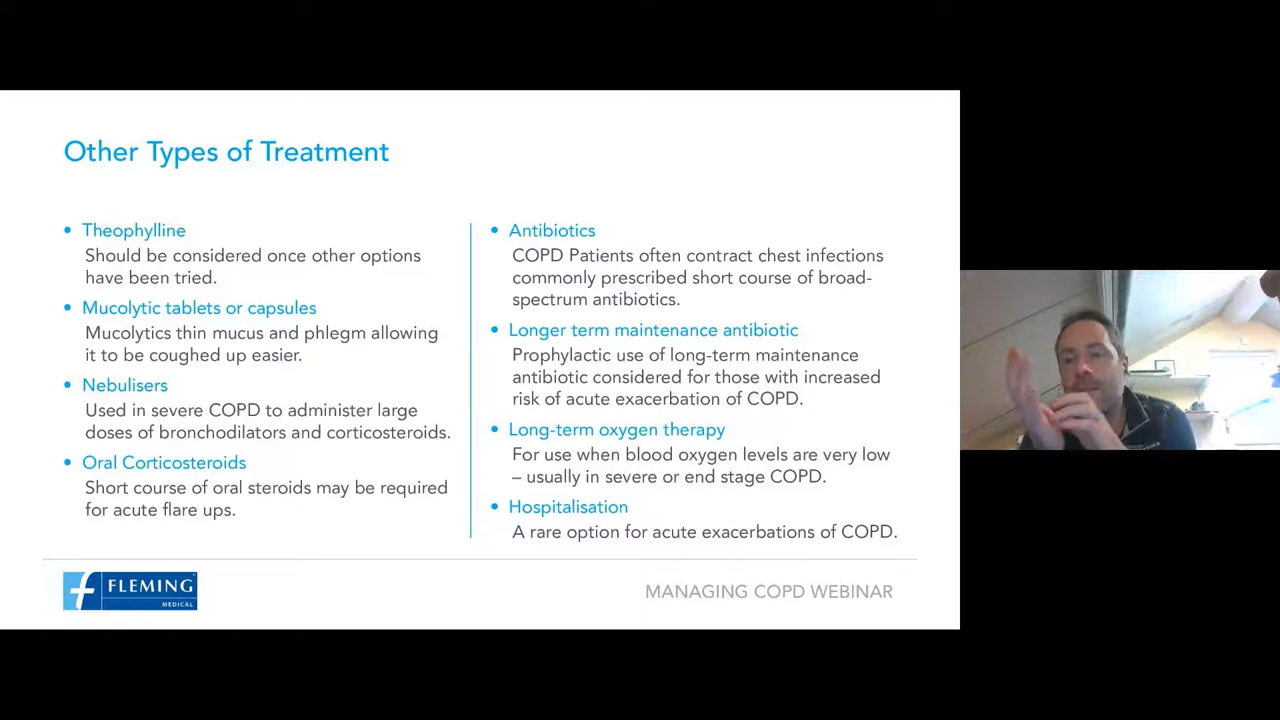 Other Types of Treatment
• Theophylline
Should be considered once other options
have been tried.
• Mucolytic tablets or capsules
Mucolytics thin mucus and phlegm allowing
it to be coughed up easier.
• Nebulisers
Used in severe COPD to administer large
doses of bronchodilators and corticosteroids.
• Oral Corticosteroids
Short course of oral steroids may be required
for acute flare ups.
• Antibiotics
COPD Patients often contract chest infections
commonly prescribed short course of broad-
spectrum antibiotics.
• Longer term maintenance antibiotic
Prophylactic use of long-term maintenance
antibiotic considered for those with increased
risk of acute exacerbation of COPD.
• Long-term oxygen therapy
For use when blood oxygen levels are very low
– usually in severe or end stage COPD.
• Hospitalisation
A rare option for acute exacerbations of COPD.
FLEMING
MEDICAL
MANAGING COPD WEBINAR